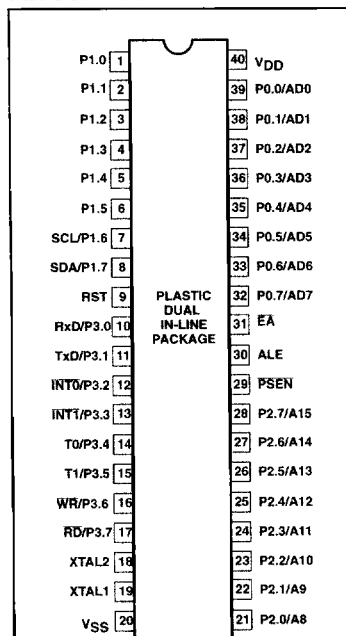 P1.0 1 40 VDD
P1.1 2 39 P0.0/AD0
P1.2 3 38 P0.1/AD1
P1.3 4 37 P0.2/AD2
P1.4 5 36 P0.3/AD3
P1.5 6 35 P0.4/AD4
SCL/P1.6 7 34 P0.5/AD5
SDA/P1.7 8 33 P0.6/AD6
RST 9 32 P0.7/AD7
PLASTIC
DUAL
IN-LINE
PACKAGE
RxD/P3.0 10 31 E̅A̅
TxD/P3.1 11 30 ALE
I̅N̅T̅0̅/P3.2 12 29 P̅S̅E̅N̅
I̅N̅T̅1̅/P3.3 13 28 P2.7/A15
T0/P3.4 14 27 P2.6/A14
T1/P3.5 15 26 P2.5/A13
W̅R̅/P3.6 16 25 P2.4/A12
R̅D̅/P3.7 17 24 P2.3/A11
XTAL2 18 23 P2.2/A10
XTAL1 19 22 P2.1/A9
VSS 20 21 P2.0/A8